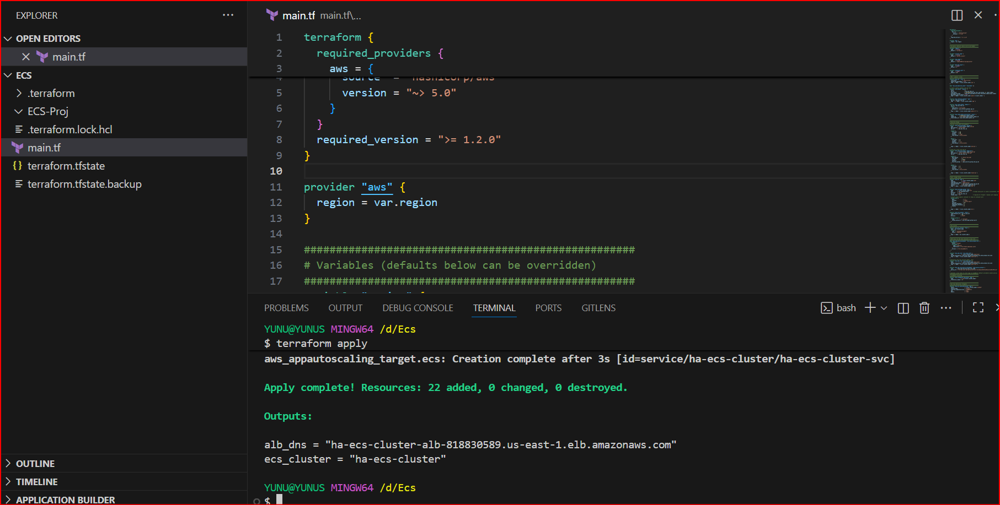 EXPLORER
OPEN EDITORS
main.tf
ECS
.terraform
ECS-Proj
.terraform.lock.hcl
main.tf
terraform.tfstate
terraform.tfstate.backup
OUTLINE
TIMELINE
APPLICATION BUILDER
main.tf main.tf\...
1 terraform {
2 required_providers {
3 aws = {
5 version = "~> 5.0"
6 }
7 }
8 required_version = ">= 1.2.0"
9 }
10
11 provider "aws" {
12 region = var.region
13 }
14
15 ####################################################
16 # Variables (defaults below can be overridden)
17 ####################################################
PROBLEMS OUTPUT DEBUG CONSOLE TERMINAL PORTS GITLENS
bash
YUNU@YUNUS MINGW64 /d/Ecs
$ terraform apply
aws_appautoscaling_target.ecs: Creation complete after 3s [id=service/ha-ecs-cluster/ha-ecs-cluster-svc]
Apply complete! Resources: 22 added, 0 changed, 0 destroyed.
Outputs:
alb_dns = "ha-ecs-cluster-alb-818830589.us-east-1.elb.amazonaws.com"
ecs_cluster = "ha-ecs-cluster"
YUNU@YUNUS MINGW64 /d/Ecs
$